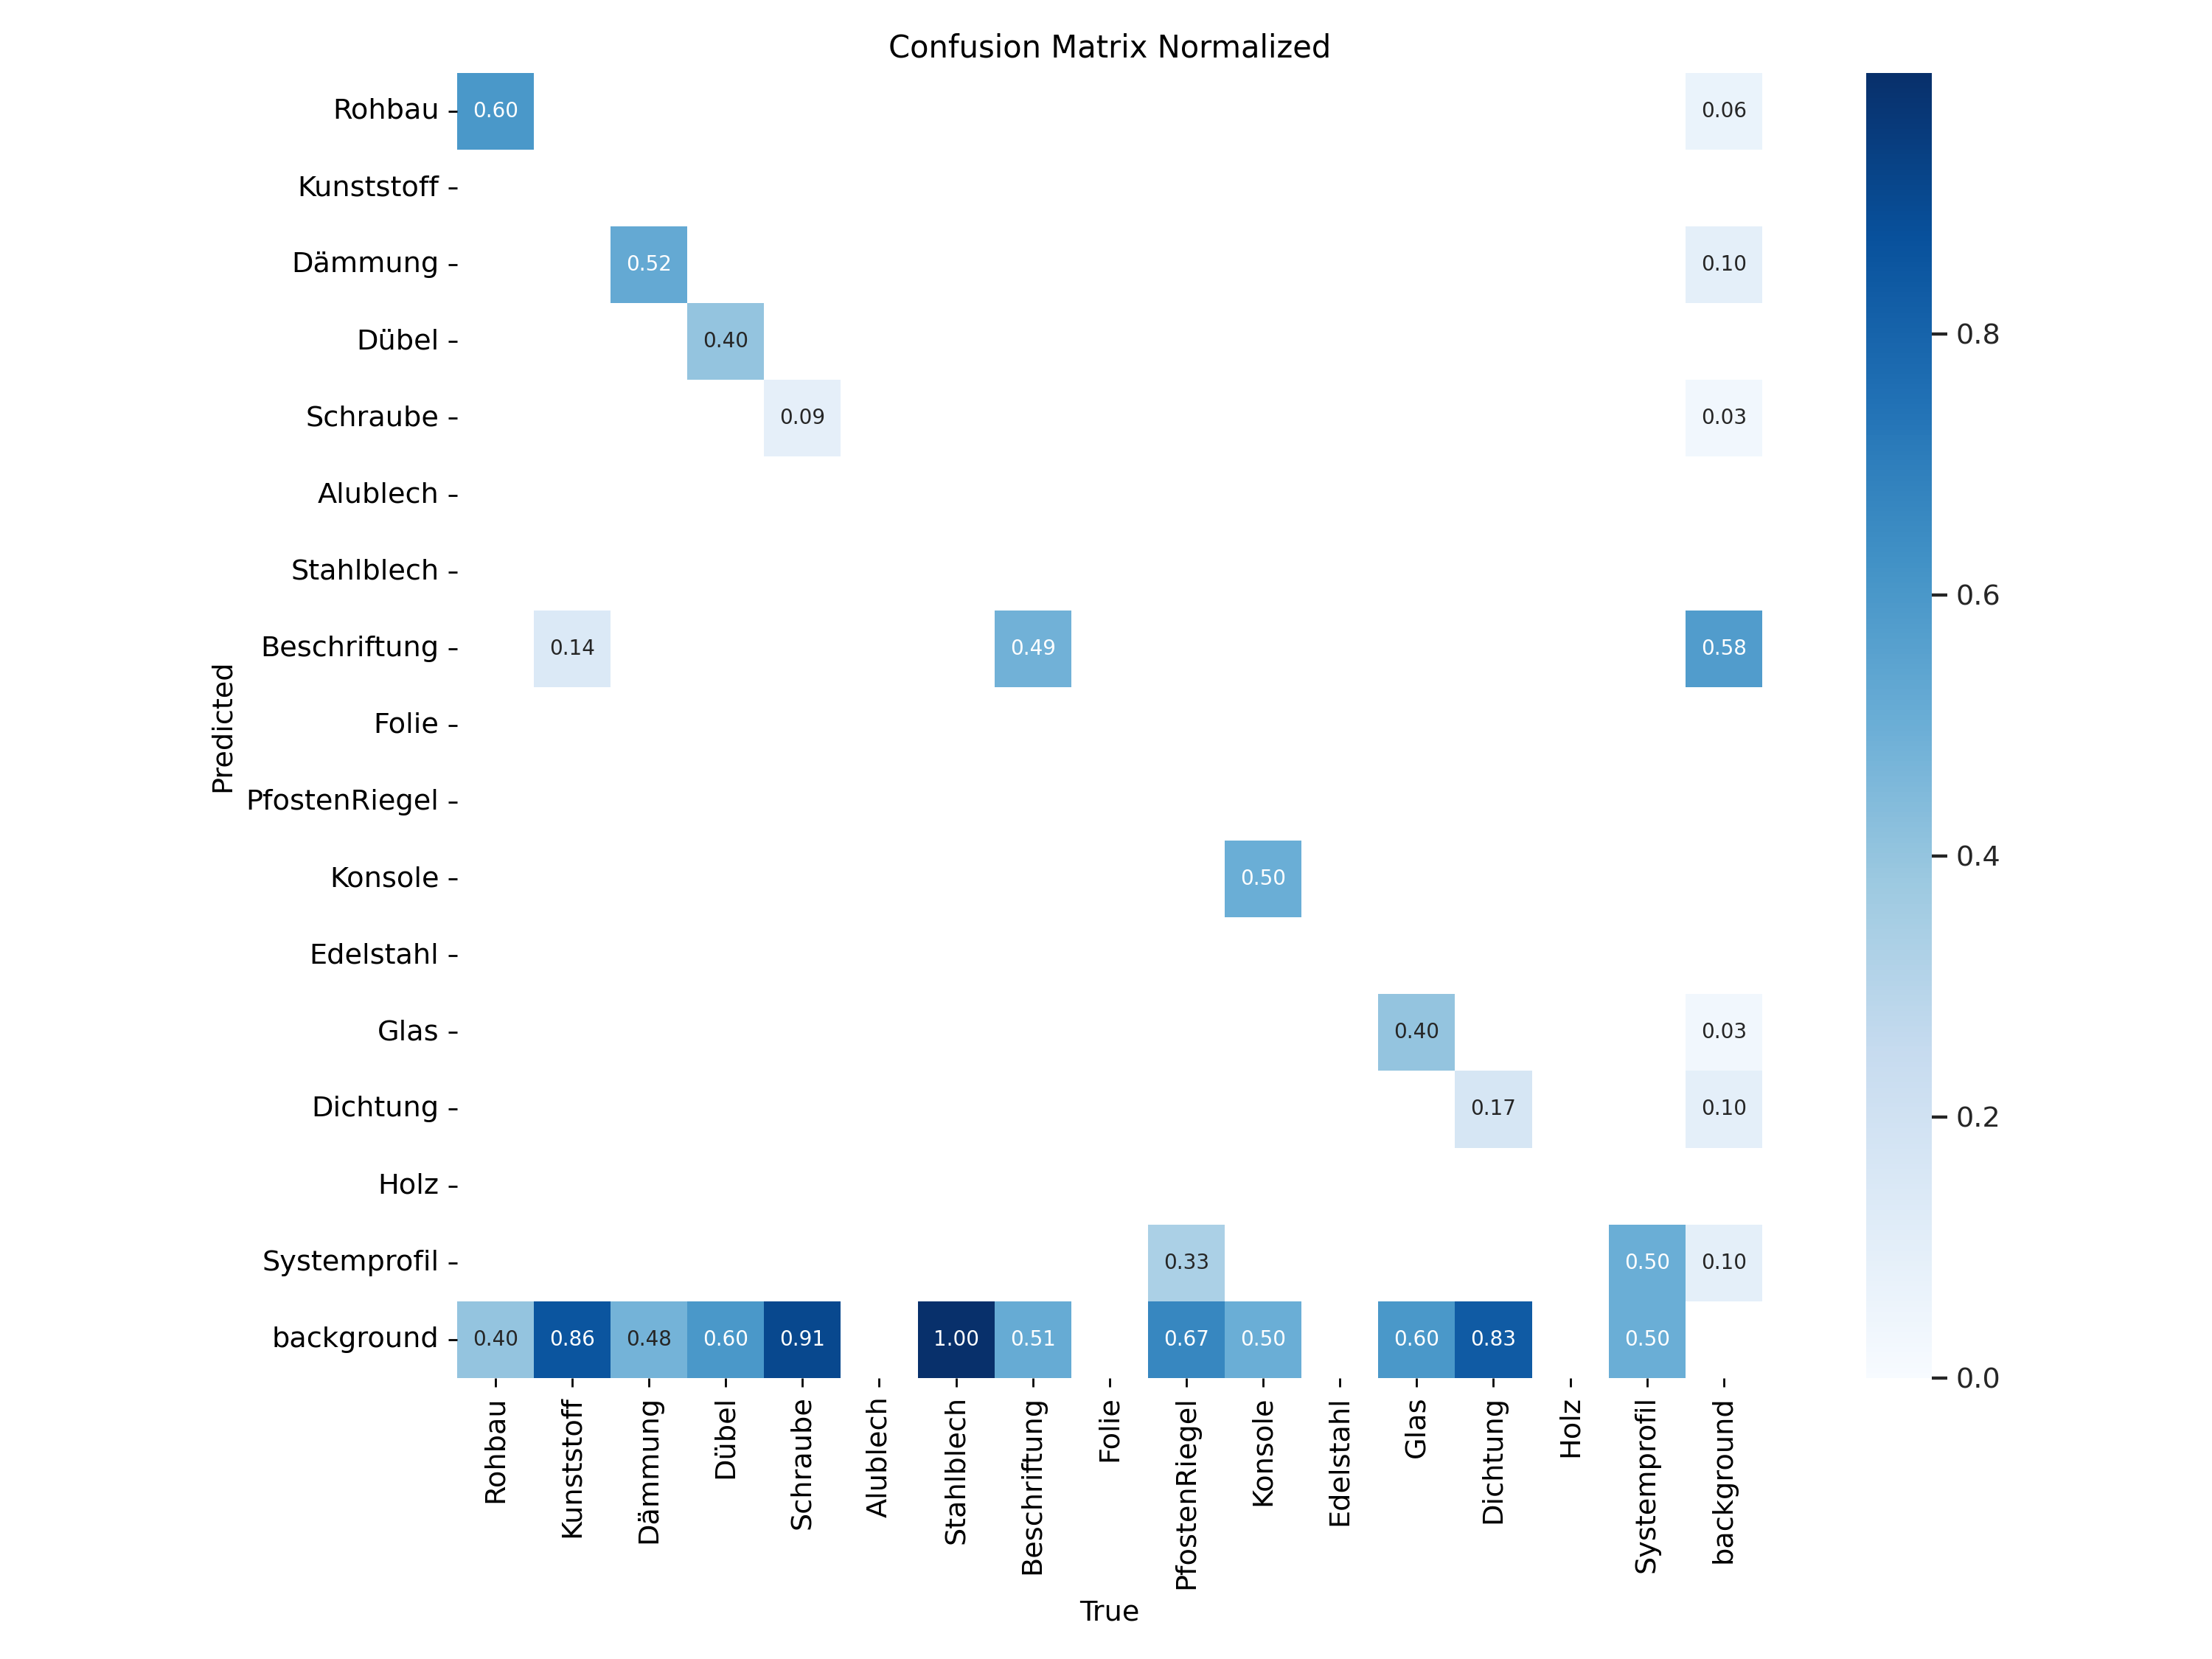 Confusion Matrix Normalized
Rohbau 0.60 0.06
Kunststoff
Dämmung 0.52 0.10
Dübel 0.40
Schraube 0.09 0.03
Alublech
Stahlblech
Beschriftung 0.14 0.49 0.58
Folie
PfostenRiegel
Konsole 0.50
Edelstahl
Glas 0.40 0.03
Dichtung 0.17 0.10
Holz
Systemprofil 0.33 0.50 0.10
background 0.40 0.86 0.48 0.60 0.91 1.00 0.51 0.67 0.50 0.60 0.83 0.50
Predicted
Rohbau
Kunststoff
Dämmung
Dübel
Schraube
Alublech
Stahlblech
Beschriftung
Folie
PfostenRiegel
Konsole
Edelstahl
Glas
Dichtung
Holz
Systemprofil
background
True
0.8
0.6
0.4
0.2
0.0